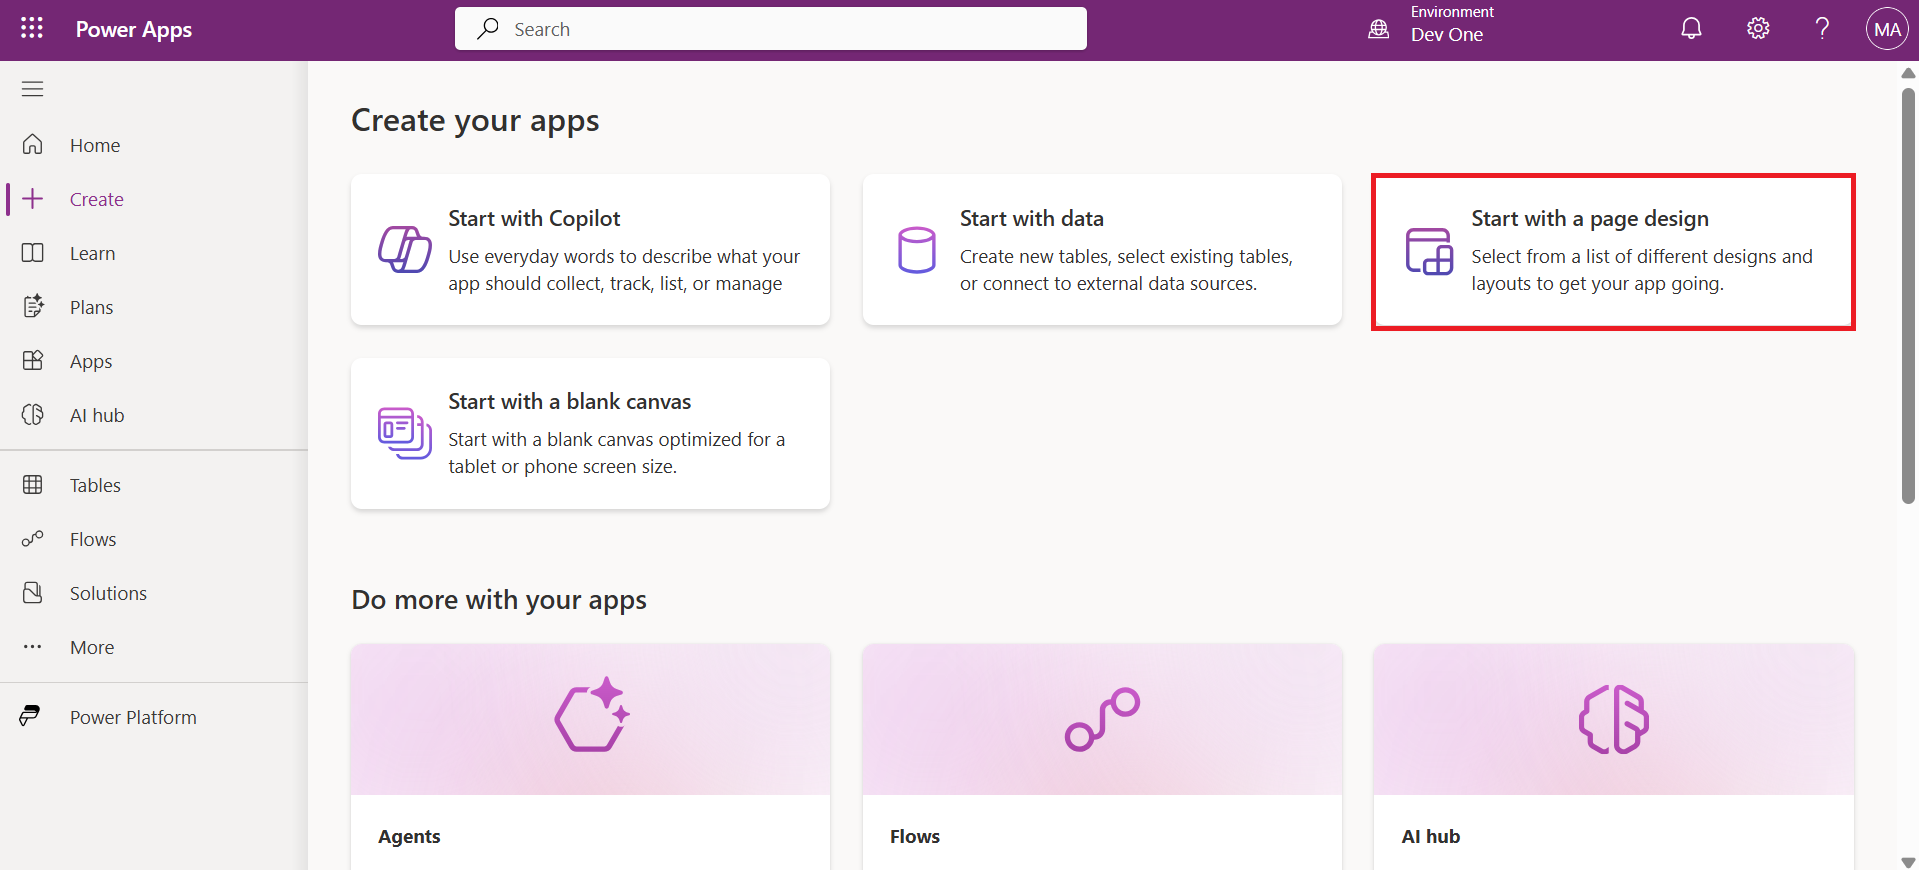 Power Apps
Search
Environment
Dev One
MA
Home
Create
Learn
Plans
Apps
AI hub
Tables
Flows
Solutions
More
Power Platform
Create your apps
Start with Copilot
Use everyday words to describe what your
app should collect, track, list, or manage
Start with data
Create new tables, select existing tables,
or connect to external data sources.
Start with a page design
Select from a list of different designs and
layouts to get your app going.
Start with a blank canvas
Start with a blank canvas optimized for a
tablet or phone screen size.
Do more with your apps
Agents
Flows
AI hub